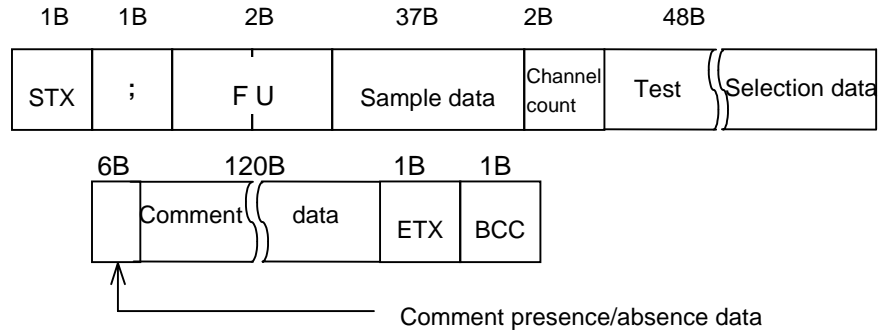 1B 1B 2B 37B 2B 48B
STX ; F U Sample data Channel count Test Selection data
6B 120B 1B 1B
Comment data ETX BCC
Comment presence/absence data